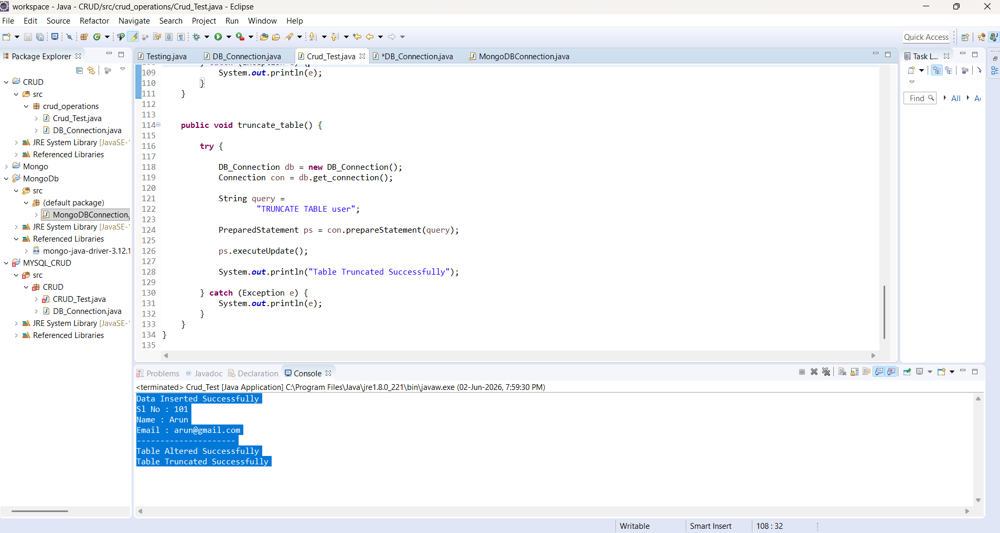 workspace - Java - CRUD/src/crud_operations/Crud_Test.java - Eclipse
File Edit Source Refactor Navigate Search Project Run Window Help
Quick Access
Package Explorer
CRUD
src
crud_operations
Crud_Test.java
DB_Connection.java
JRE System Library [JavaSE-
Referenced Libraries
Mongo
MongoDb
src
(default package)
MongoDBConnection.
JRE System Library [JavaSE-
Referenced Libraries
mongo-java-driver-3.12.1
MYSQL_CRUD
src
CRUD
CRUD_Test.java
DB_Connection.java
JRE System Library [JavaSE-
Referenced Libraries
Testing.java DB_Connection.java Crud_Test.java *DB_Connection.java MongoDBConnection.java
109 System.out.println(e);
110 }
111 }
112
113
114 public void truncate_table() {
115
116 try {
117
118 DB_Connection db = new DB_Connection();
119 Connection con = db.get_connection();
120
121 String query =
122 "TRUNCATE TABLE user";
123
124 PreparedStatement ps = con.prepareStatement(query);
125
126 ps.executeUpdate();
127
128 System.out.println("Table Truncated Successfully");
129
130 } catch (Exception e) {
131 System.out.println(e);
132 }
133 }
134 }
135
Task L...
Find All
Problems Javadoc Declaration Console
<terminated> Crud_Test [Java Application] C:\Program Files\Java\jre1.8.0_221\bin\javaw.exe (02-Jun-2026, 7:59:30 PM)
Data Inserted Successfully
Sl No : 101
Name : Arun
Email : arun@gmail.com
---------------------
Table Altered Successfully
Table Truncated Successfully
Writable Smart Insert 108 : 32